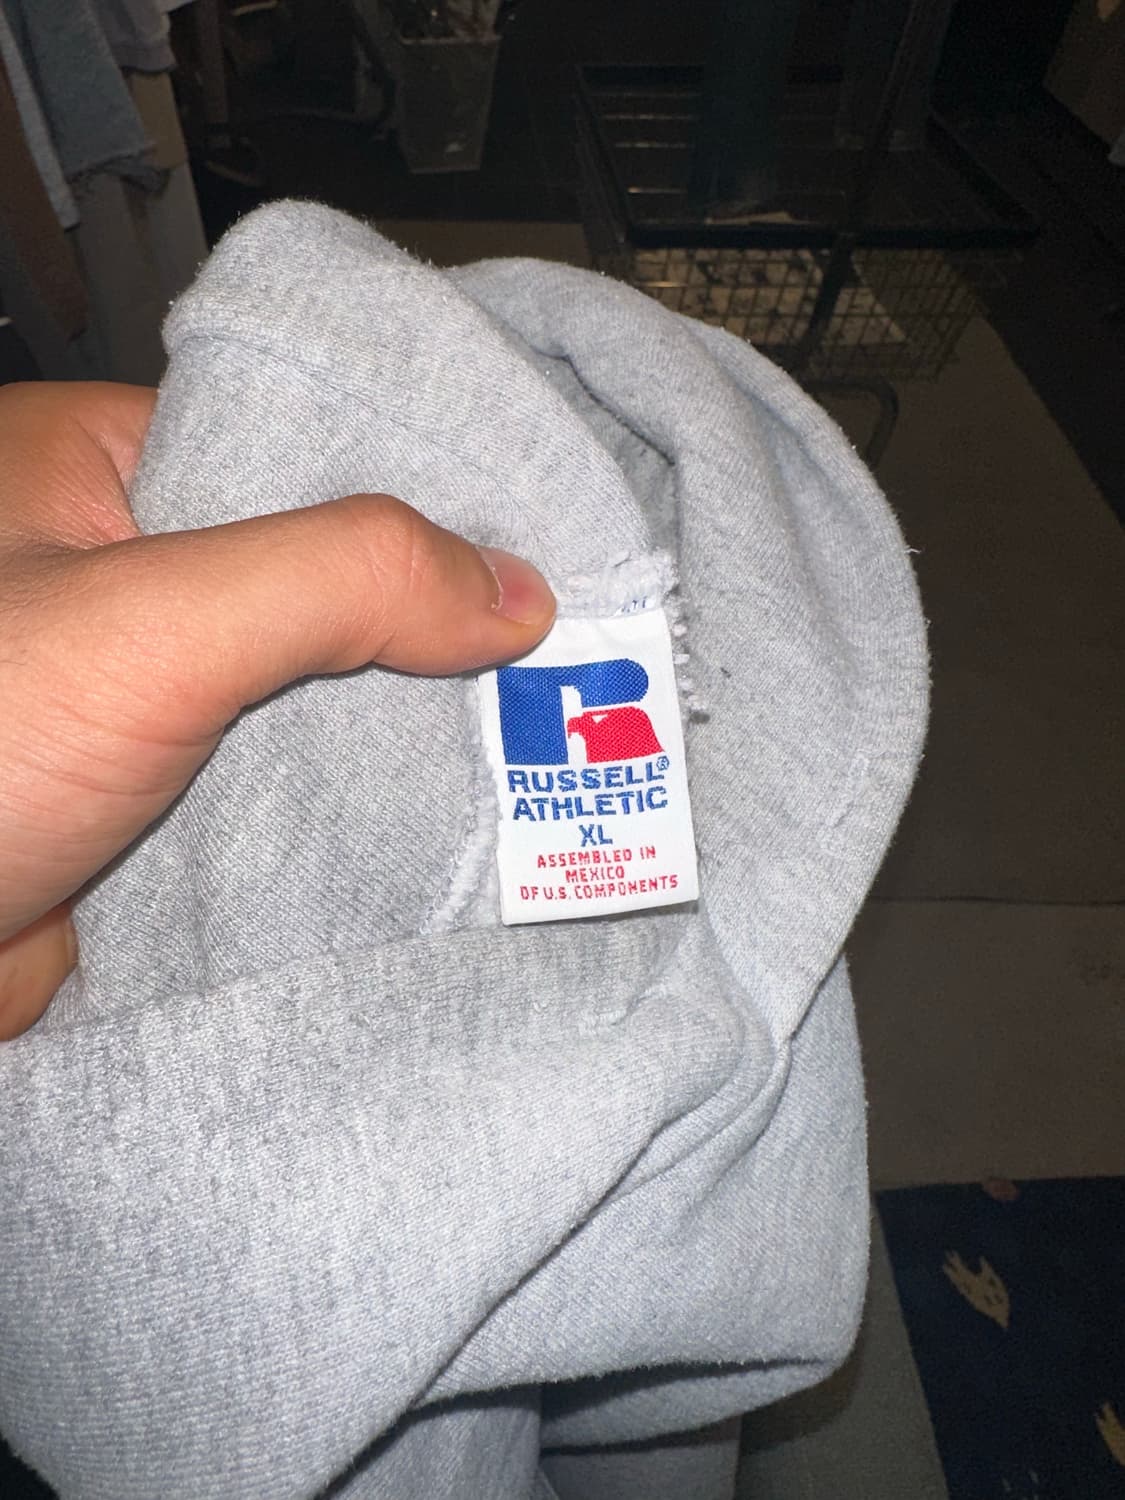 RUSSELL®
ATHLETIC
XL
ASSEMBLED IN
MEXICO
OF U.S. COMPONENTS